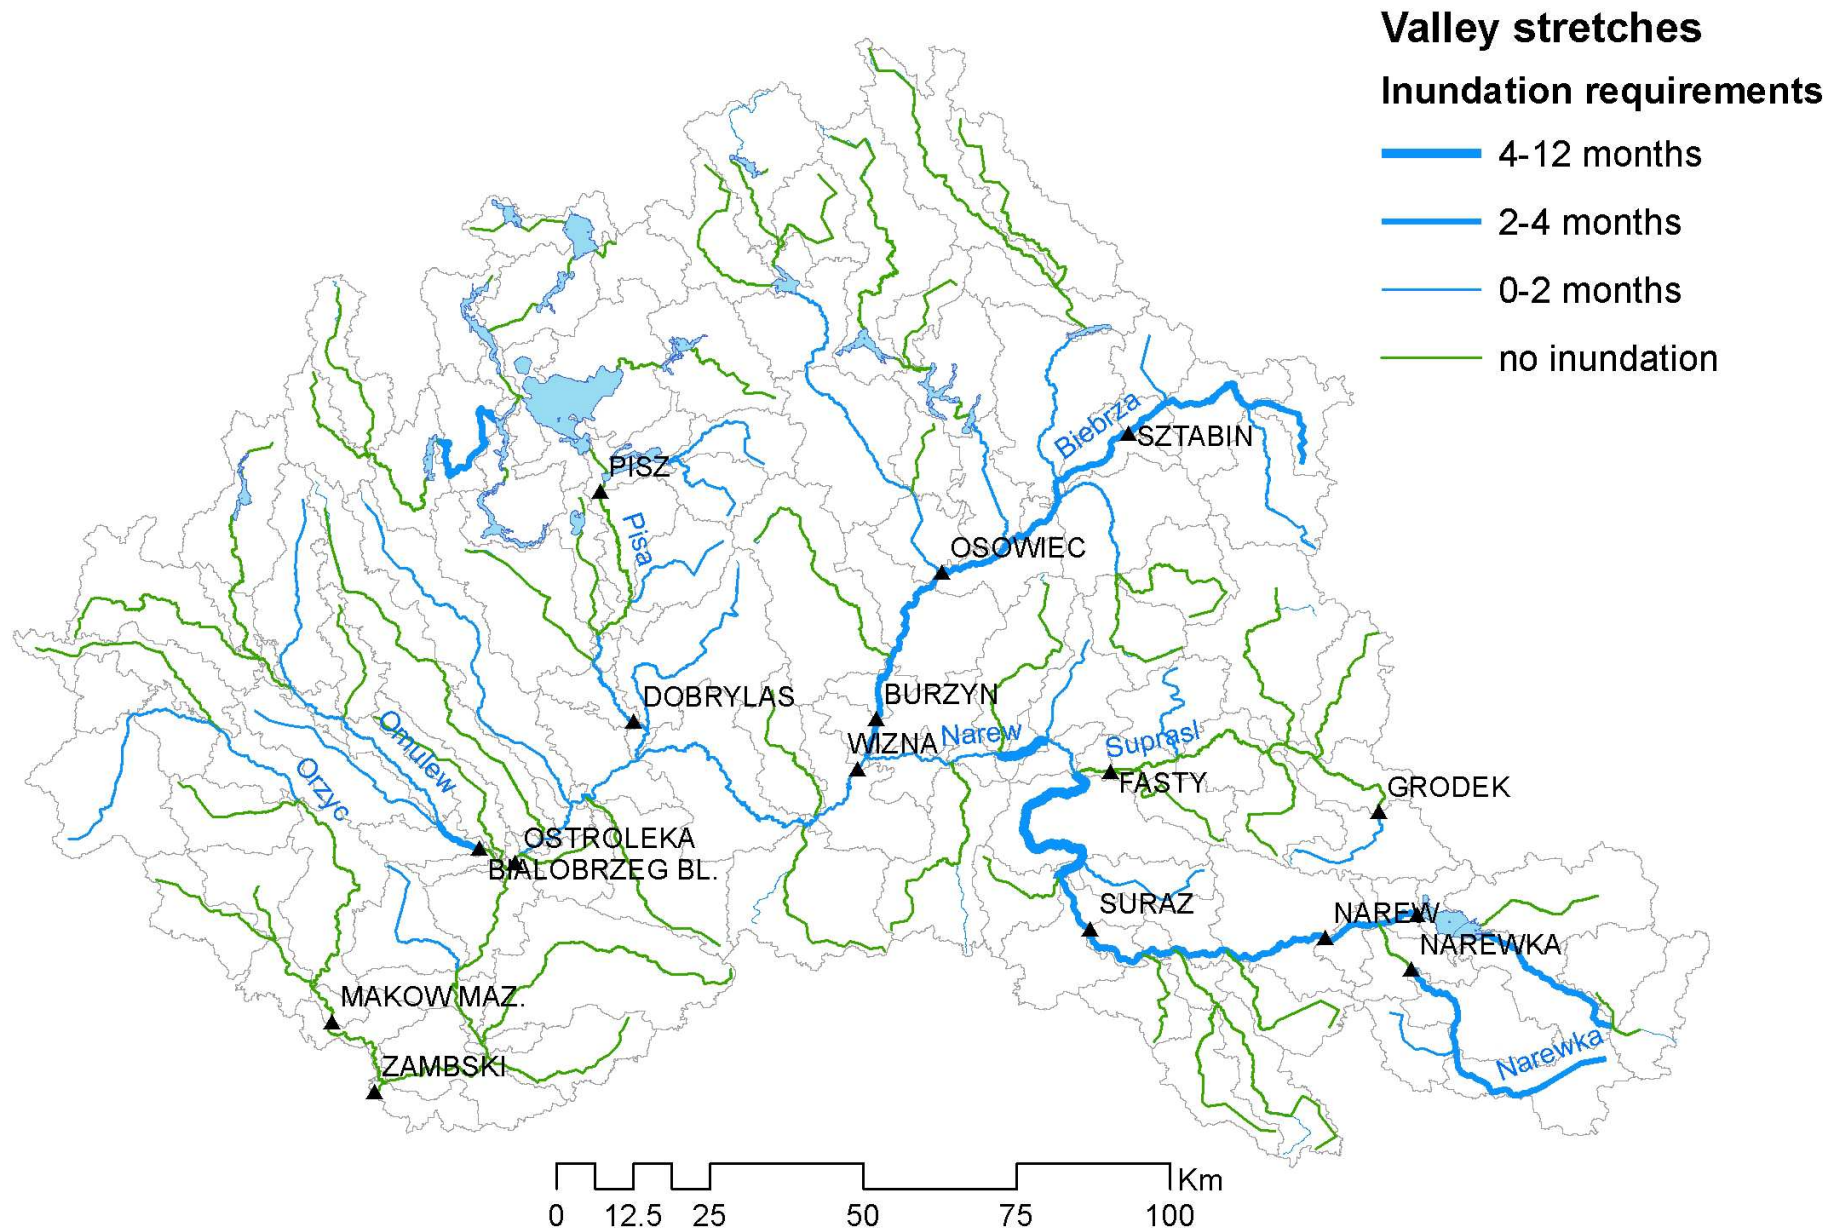 Valley stretches
Inundation requirements
4-12 months
2-4 months
0-2 months
no inundation
Biebrza
SZTABIN
PISZ
Pisa
OSOWIEC
DOBRYLAS
BURZYN
WIZNA
Narew
Suprasl
FASTY
GRODEK
Omulew
Orzyc
OSTROLEKA
BIALOBRZEG BL.
SURAZ
NAREW
NAREWKA
MAKOW MAZ.
Narewka
ZAMBSKI
Km
0 12.5 25 50 75 100